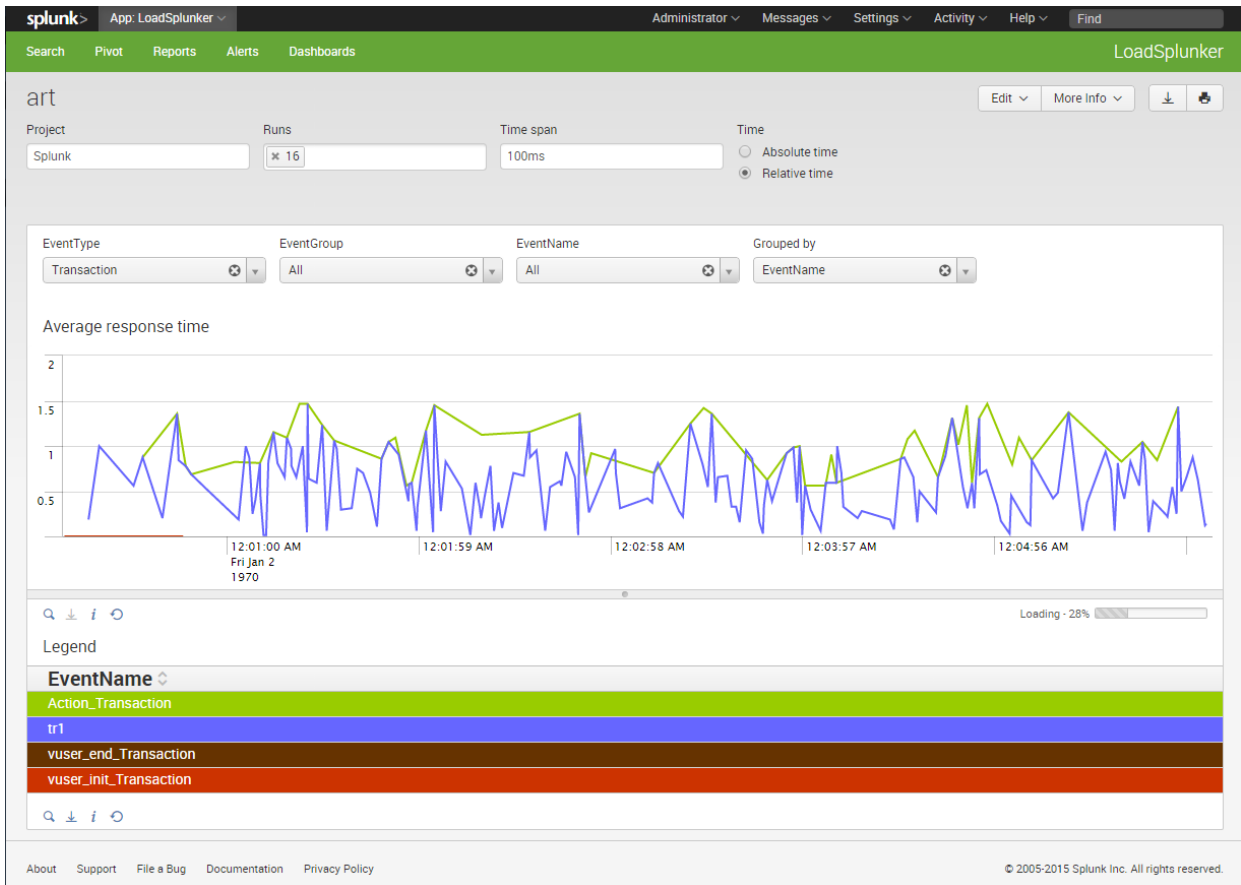 splunk> App: LoadSplunker Administrator Messages Settings Activity Help Find
Search Pivot Reports Alerts Dashboards LoadSplunker
art
Edit More Info
Project Runs Time span Time
Splunk 16 100ms Absolute time
Relative time
EventType EventGroup EventName Grouped by
Transaction All All EventName
Average response time
2
1.5
1
0.5
12:01:00 AM 12:01:59 AM 12:02:58 AM 12:03:57 AM 12:04:56 AM
Fri Jan 2
1970
Loading - 28%
Legend
EventName
Action_Transaction
tr1
vuser_end_Transaction
vuser_init_Transaction
About Support File a Bug Documentation Privacy Policy © 2005-2015 Splunk Inc. All rights reserved.